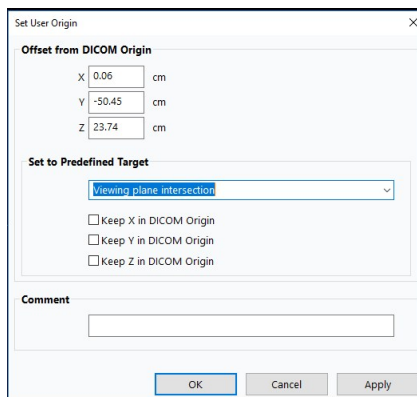 Set User Origin
Offset from DICOM Origin
X 0.06 cm
Y -50.45 cm
Z 23.74 cm
Set to Predefined Target
Viewing plane intersection
Keep X in DICOM Origin
Keep Y in DICOM Origin
Keep Z in DICOM Origin
Comment
OK Cancel Apply